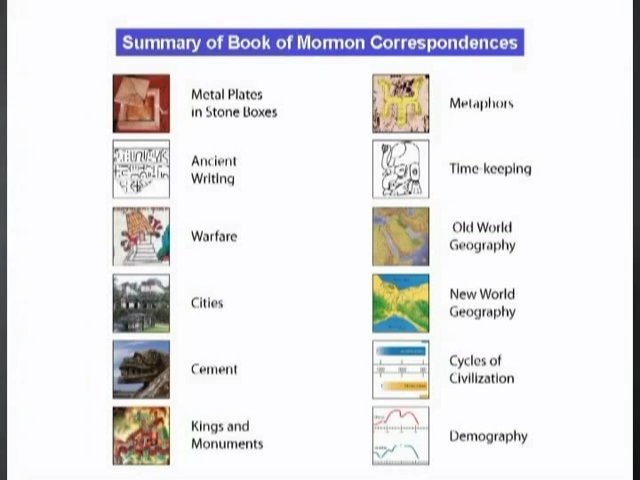 Summary of Book of Mormon Correspondences
Metal Plates
in Stone Boxes
Ancient
Writing
Warfare
Cities
Cement
Kings and
Monuments
Metaphors
Time-keeping
Old World
Geography
New World
Geography
Cycles of
Civilization
Demography